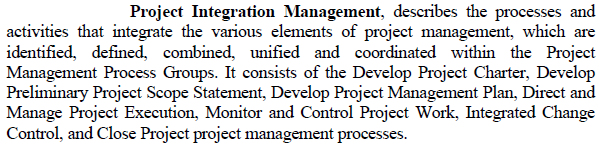 Project Integration Management, describes the processes and
activities that integrate the various elements of project management, which are
identified, defined, combined, unified and coordinated within the Project
Management Process Groups. It consists of the Develop Project Charter, Develop
Preliminary Project Scope Statement, Develop Project Management Plan, Direct and
Manage Project Execution, Monitor and Control Project Work, Integrated Change
Control, and Close Project project management processes.